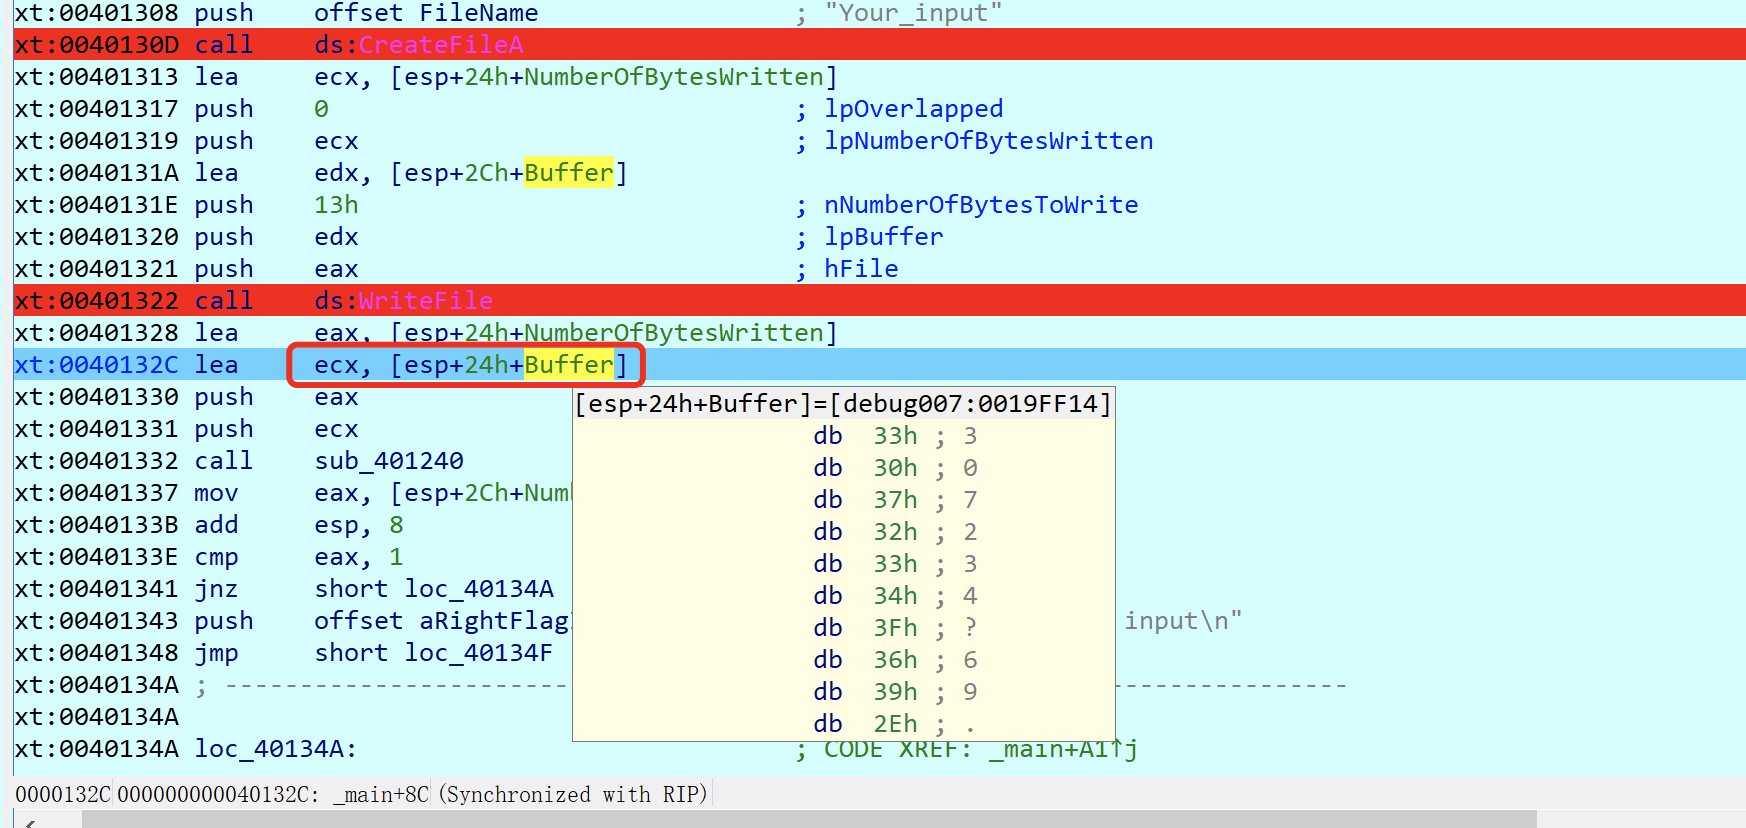 xt:00401308 push offset FileName ; "Your_input"
xt:0040130D call ds:CreateFileA
xt:00401313 lea ecx, [esp+24h+NumberOfBytesWritten]
xt:00401317 push 0 ; lpOverlapped
xt:00401319 push ecx ; lpNumberOfBytesWritten
xt:0040131A lea edx, [esp+2Ch+Buffer]
xt:0040131E push 13h ; nNumberOfBytesToWrite
xt:00401320 push edx ; lpBuffer
xt:00401321 push eax ; hFile
xt:00401322 call ds:WriteFile
xt:00401328 lea eax, [esp+24h+NumberOfBytesWritten]
xt:0040132C lea ecx, [esp+24h+Buffer]
xt:00401330 push eax
[esp+24h+Buffer]=[debug007:0019FF14]
xt:00401331 push ecx
db 33h ; 3
xt:00401332 call sub_401240
db 30h ; 0
xt:00401337 mov eax, [esp+2Ch+Num
db 37h ; 7
xt:0040133B add esp, 8
db 32h ; 2
xt:0040133E cmp eax, 1
db 33h ; 3
xt:00401341 jnz short loc_40134A
db 34h ; 4
xt:00401343 push offset aRightFlag input\n"
db 3Fh ; ?
xt:00401348 jmp short loc_40134F
db 36h ; 6
xt:0040134A ; -----------------------
db 39h ; 9
xt:0040134A
db 2Eh ; .
xt:0040134A loc_40134A: ; CODE XREF: _main+A1↑j
0000132C 000000000040132C: _main+8C (Synchronized with RIP)